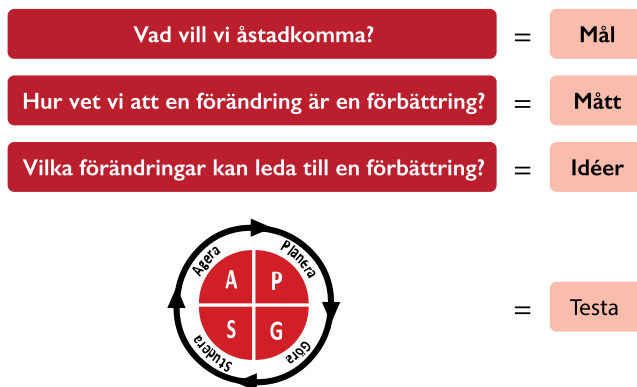 Vad vill vi åstadkomma? = Mål
Hur vet vi att en förändring är en förbättring? = Mått
Vilka förändringar kan leda till en förbättring? = Idéer
Agera Planera
A P
S G
Studera Göra
= Testa